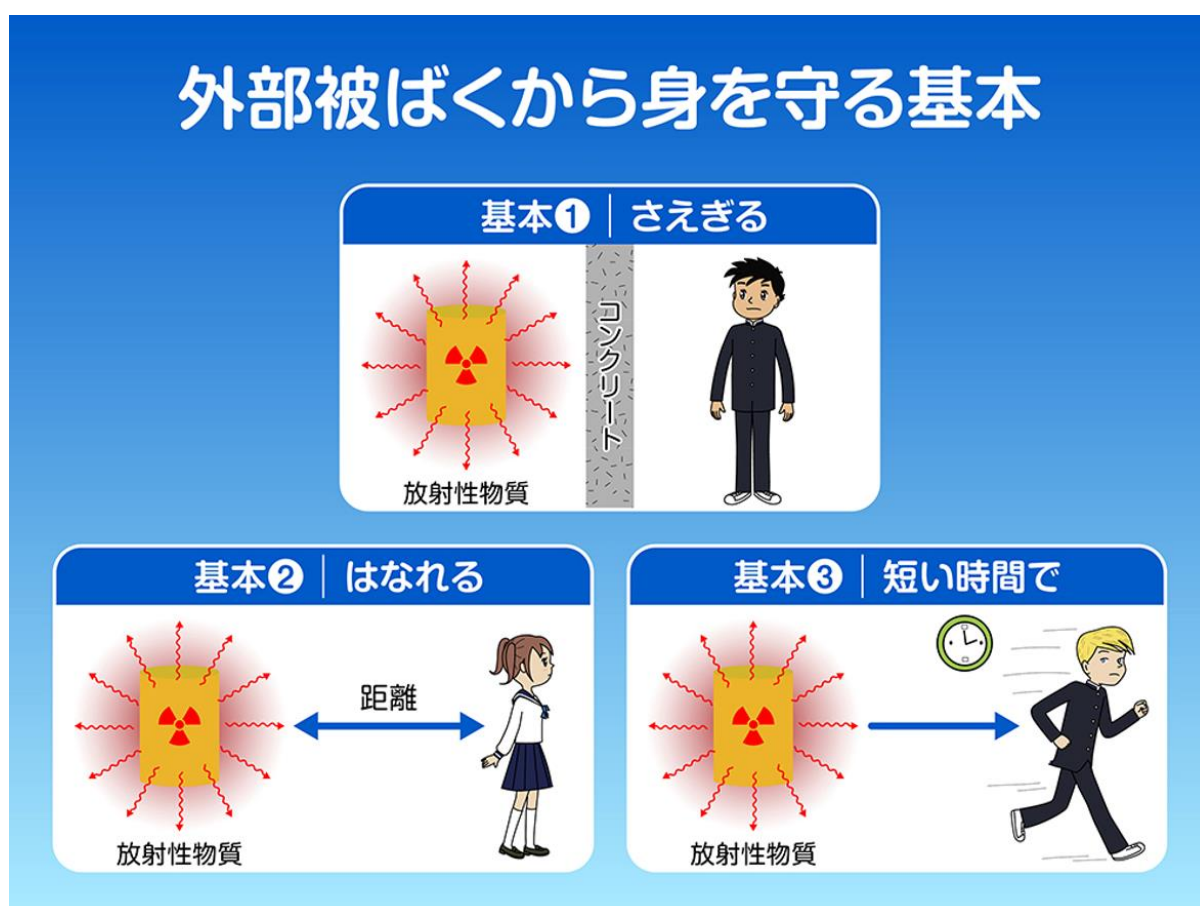 外部被ばくから身を守る基本
基本❶｜さえぎる
コンクリート
放射性物質
基本❷｜はなれる
距離
放射性物質
基本❸｜短い時間で
放射性物質